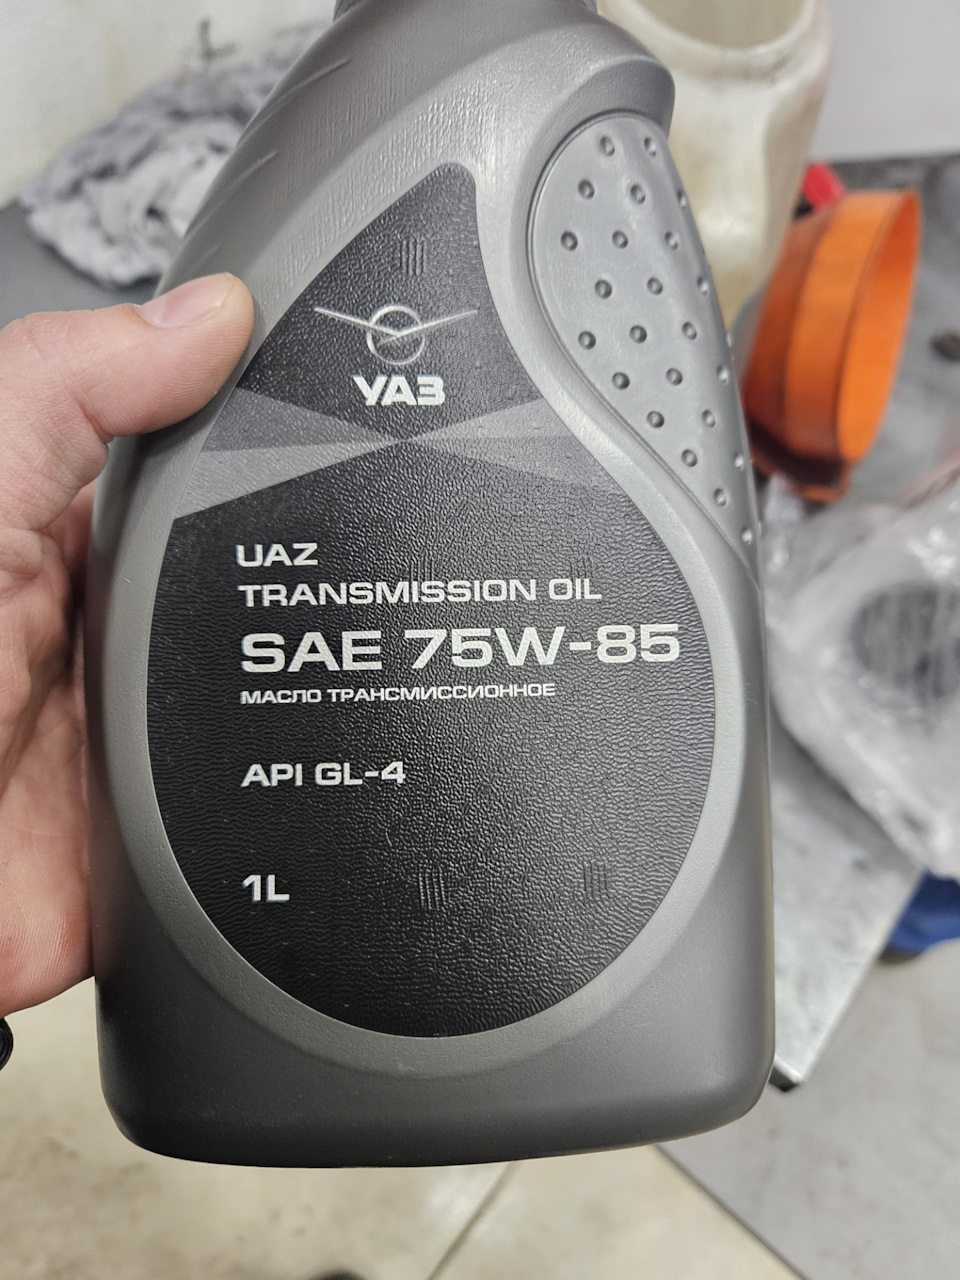 УАЗ
UAZ
TRANSMISSION OIL
SAE 75W-85
МАСЛО ТРАНСМИССИОННОЕ
API GL-4
1L